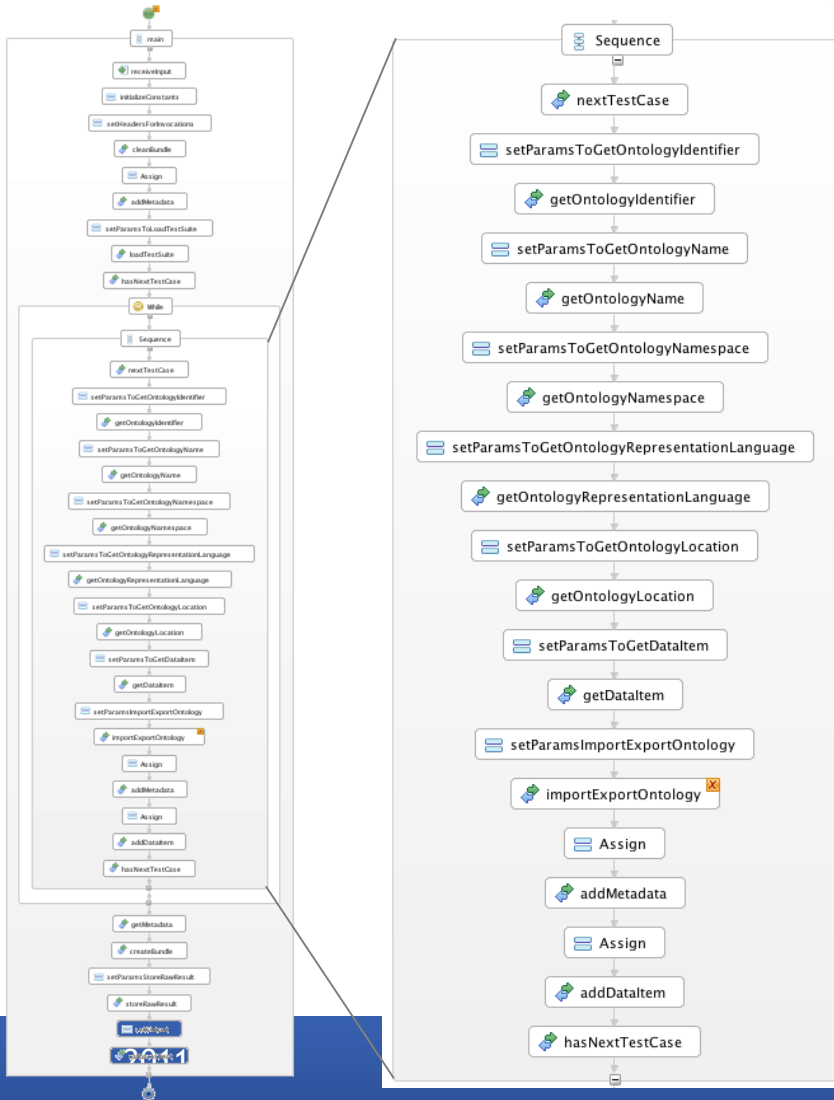 main
receiveInput
initializeConstants
setHeadersForInvocations
cleanBundle
Assign
addMetadata
setParamsToLoadTestSuite
loadTestSuite
hasNextTestCase
While
Sequence
nextTestCase
setParamsToGetOntologyIdentifier
getOntologyIdentifier
setParamsToGetOntologyName
getOntologyName
setParamsToGetOntologyNamespace
getOntologyNamespace
setParamsToGetOntologyRepresentationLanguage
getOntologyRepresentationLanguage
setParamsToGetOntologyLocation
getOntologyLocation
setParamsToGetDataItem
getDataItem
setParamsImportExportOntology
importExportOntology
Assign
addMetadata
Assign
addDataItem
hasNextTestCase
getMetadata
createBundle
setParamsStoreRawResult
storeRawResult
2011
Sequence
nextTestCase
setParamsToGetOntologyIdentifier
getOntologyIdentifier
setParamsToGetOntologyName
getOntologyName
setParamsToGetOntologyNamespace
getOntologyNamespace
setParamsToGetOntologyRepresentationLanguage
getOntologyRepresentationLanguage
setParamsToGetOntologyLocation
getOntologyLocation
setParamsToGetDataItem
getDataItem
setParamsImportExportOntology
importExportOntology
Assign
addMetadata
Assign
addDataItem
hasNextTestCase